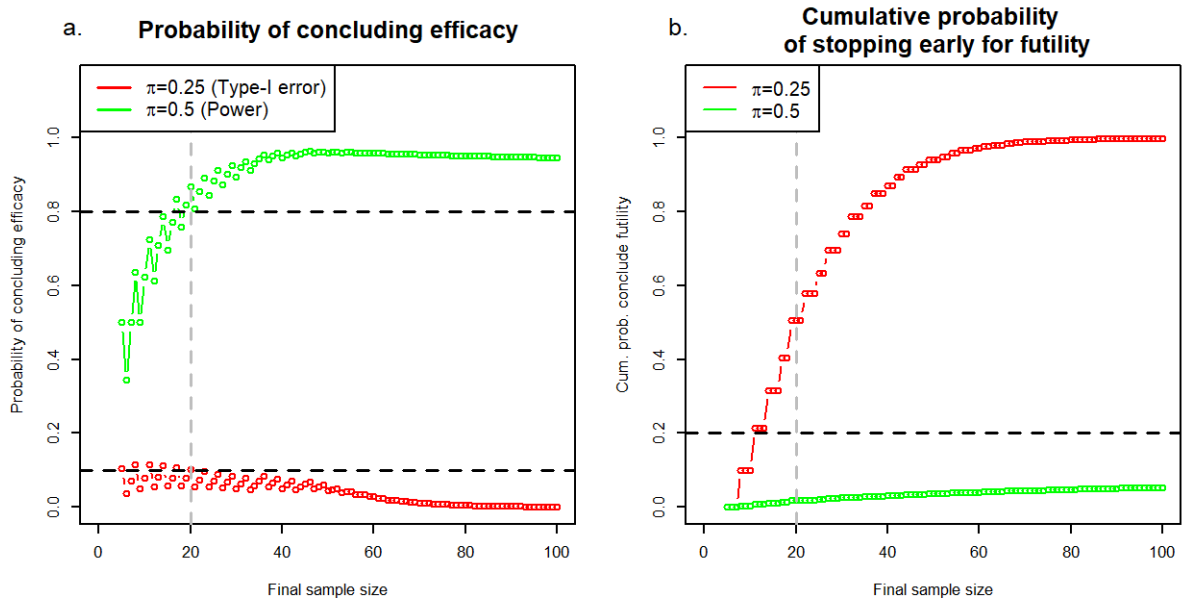 a.
Probability of concluding efficacy
π=0.25 (Type-I error)
π=0.5 (Power)
Probability of concluding efficacy
0.0
0.2
0.4
0.6
0.8
1.0
0
20
40
60
80
100
Final sample size
b.
Cumulative probability
of stopping early for futility
π=0.25
π=0.5
Cum. prob. conclude futility
0.0
0.2
0.4
0.6
0.8
1.0
0
20
40
60
80
100
Final sample size